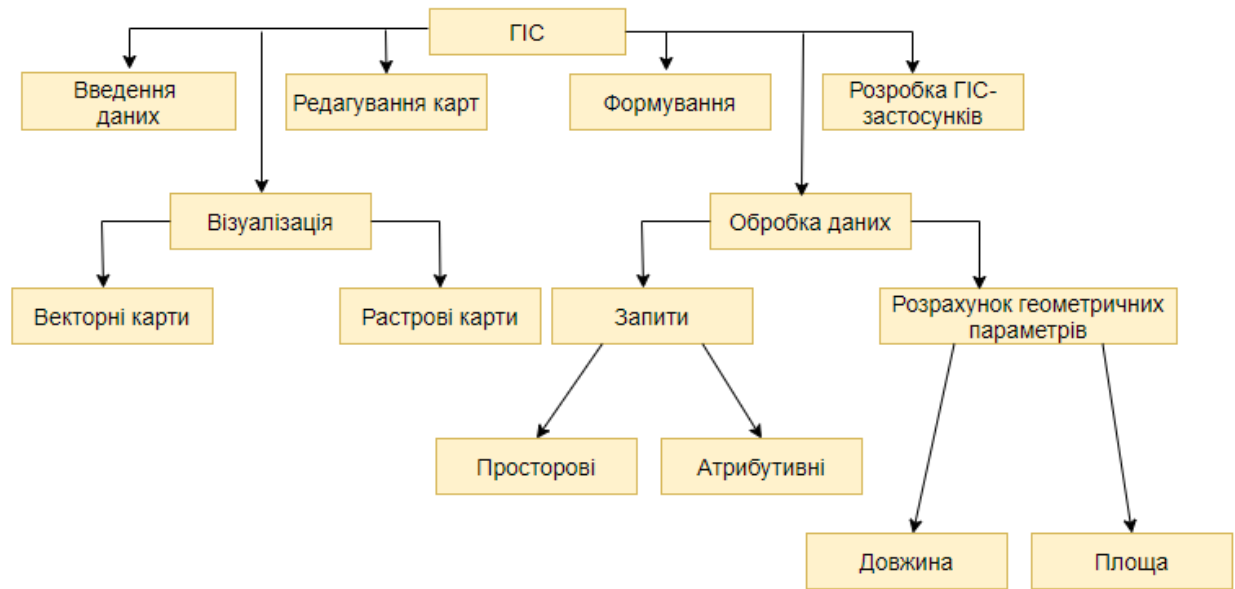 ГІС
Введення
даних
Редагування карт
Формування
Розробка ГІС-
застосунків
Візуалізація
Обробка даних
Векторні карти
Растрові карти
Запити
Розрахунок геометричних
параметрів
Просторові
Атрибутивні
Довжина
Площа